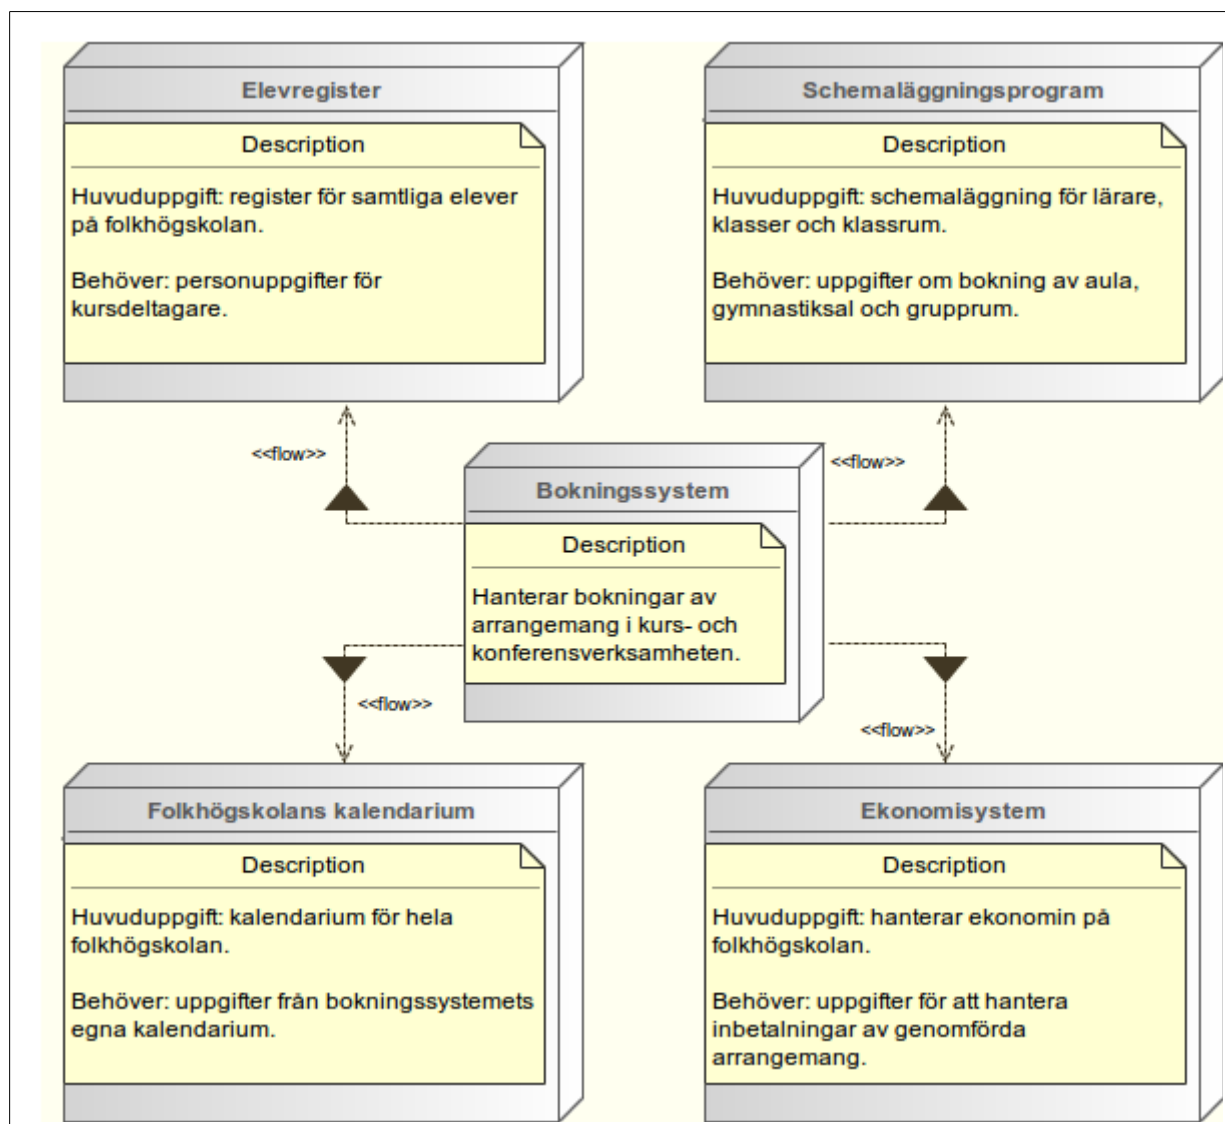 Elevregister
Description
Huvuduppgift: register för samtliga elever
på folkhögskolan.
Behöver: personuppgifter för
kursdeltagare.
Schemaläggningsprogram
Description
Huvuduppgift: schemaläggning för lärare,
klasser och klassrum.
Behöver: uppgifter om bokning av aula,
gymnastiksal och grupprum.
<<flow>>
<<flow>>
Bokningssystem
Description
Hanterar bokningar av
arrangemang i kurs- och
konferensverksamheten.
<<flow>>
<<flow>>
Folkhögskolans kalendarium
Description
Huvuduppgift: kalendarium för hela
folkhögskolan.
Behöver: uppgifter från bokningssystemets
egna kalendarium.
Ekonomisystem
Description
Huvuduppgift: hanterar ekonomin på
folkhögskolan.
Behöver: uppgifter för att hantera
inbetalningar av genomförda
arrangemang.